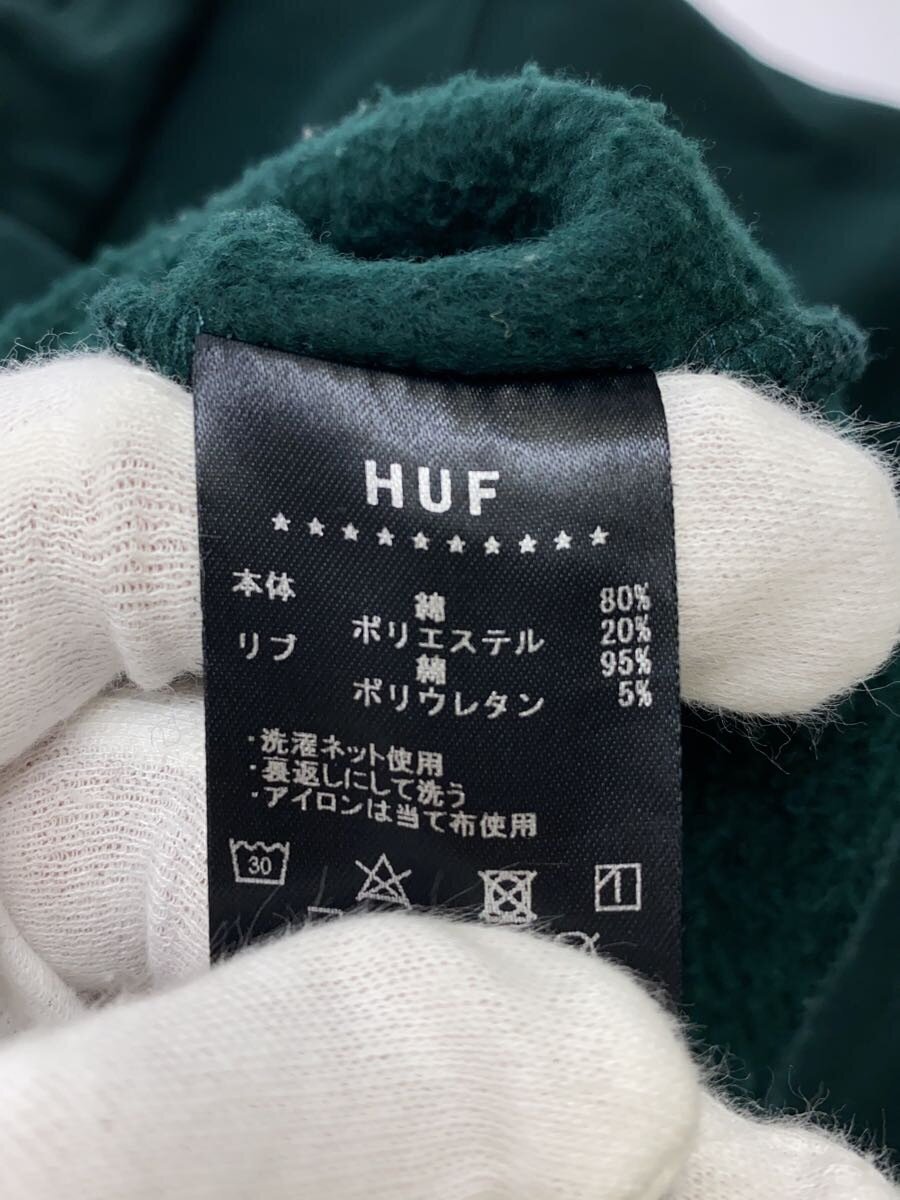 HUF
本体 綿 80%
ポリエステル 20%
リブ 綿 95%
ポリウレタン 5%
・洗濯ネット使用
・裏返しにして洗う
・アイロンは当て布使用
30